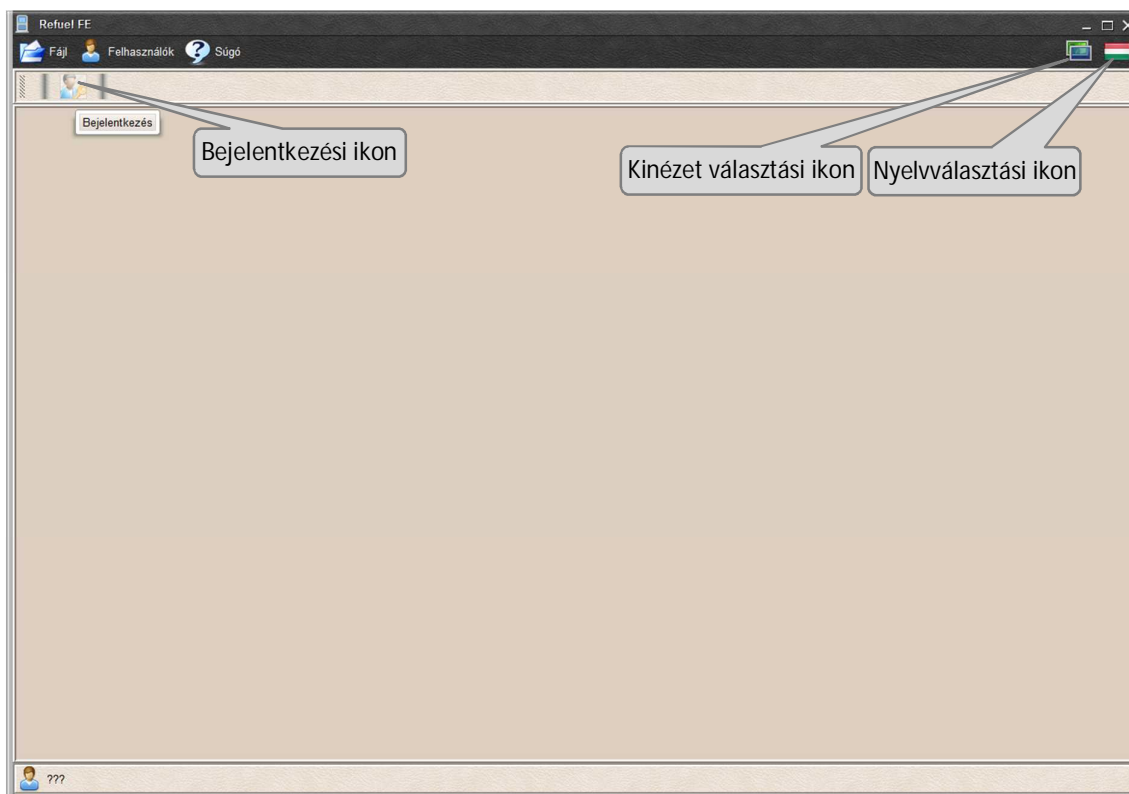 Refuel FE
Fájl Felhasználók Súgó
Bejelentkezés
Bejelentkezési ikon
Kinézet választási ikon
Nyelvválasztási ikon
???